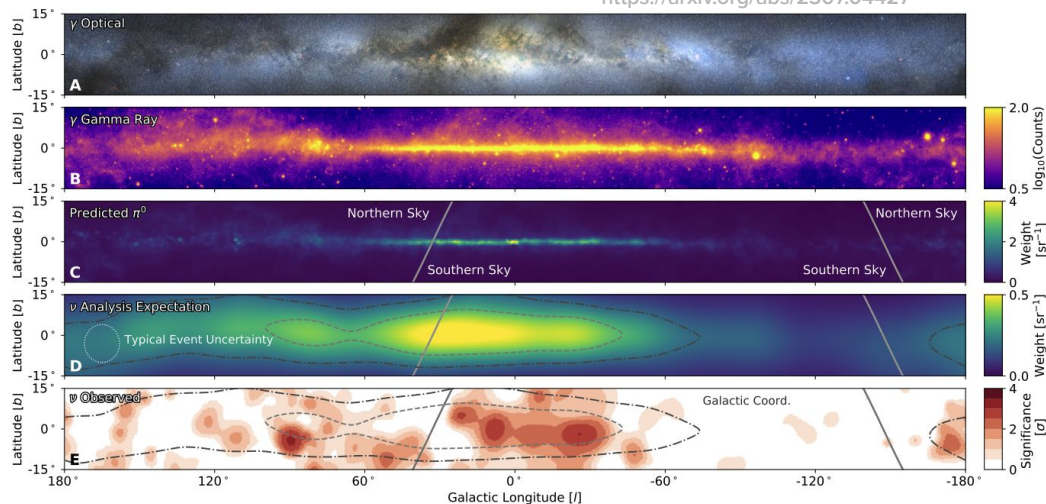 https://arxiv.org/abs/2307.04427
15°
γ Optical
Latitude [b]
0°
A
-15°
15°
γ Gamma Ray
Latitude [b]
0°
B
-15°
2.0
log₁₀(Counts)
0.5
15°
Predicted π⁰
Northern Sky
Northern Sky
Latitude [b]
0°
C
Southern Sky
Southern Sky
-15°
4
2
0
Weight [sr⁻¹]
15°
ν Analysis Expectation
Latitude [b]
0°
Typical Event Uncertainty
D
-15°
0.5
0.0
Weight [sr⁻¹]
15°
ν Observed
Galactic Coord.
Latitude [b]
0°
E
-15°
4
2
0
Significance [σ]
180° 120° 60° 0° -60° -120° -180°
Galactic Longitude [l]